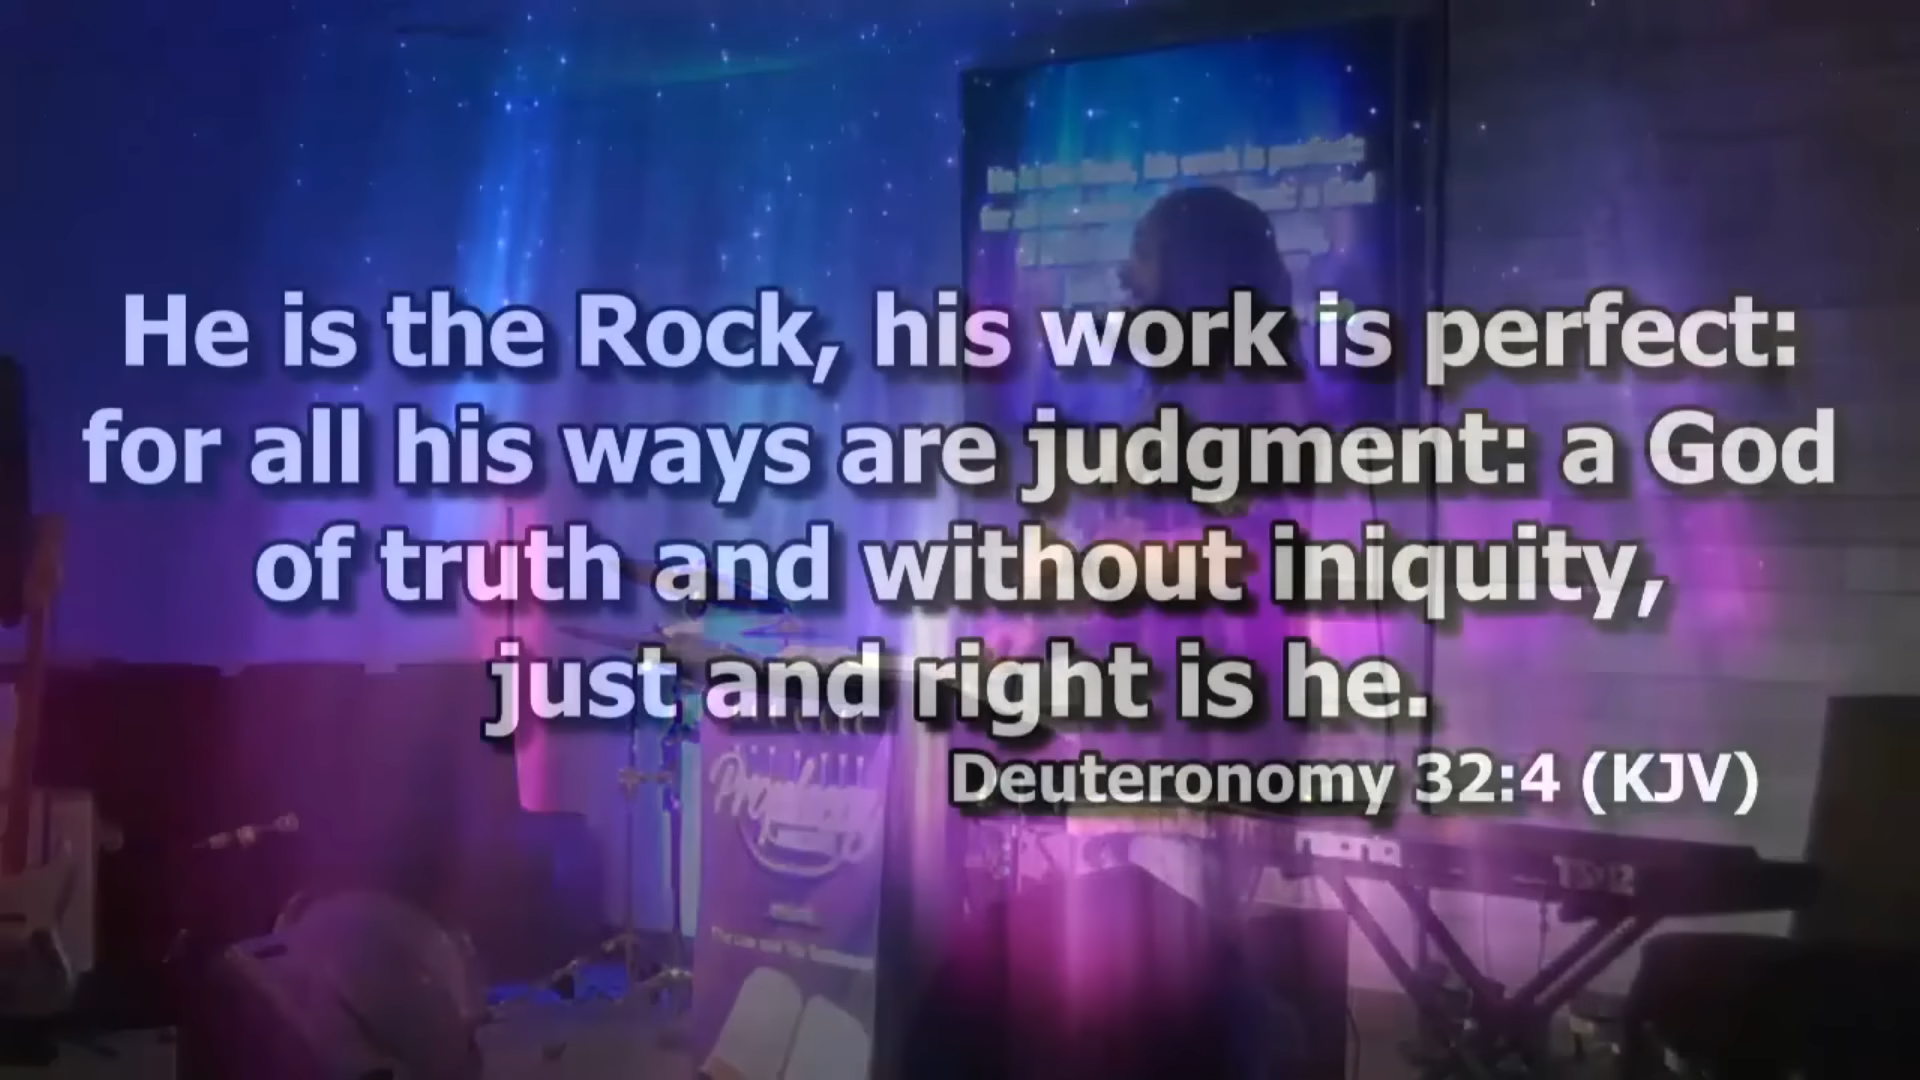 He is the Rock, his work is perfect:
for all his ways are judgment: a God
of truth and without iniquity,
just and right is he.
Deuteronomy 32:4 (KJV)
Prophecy